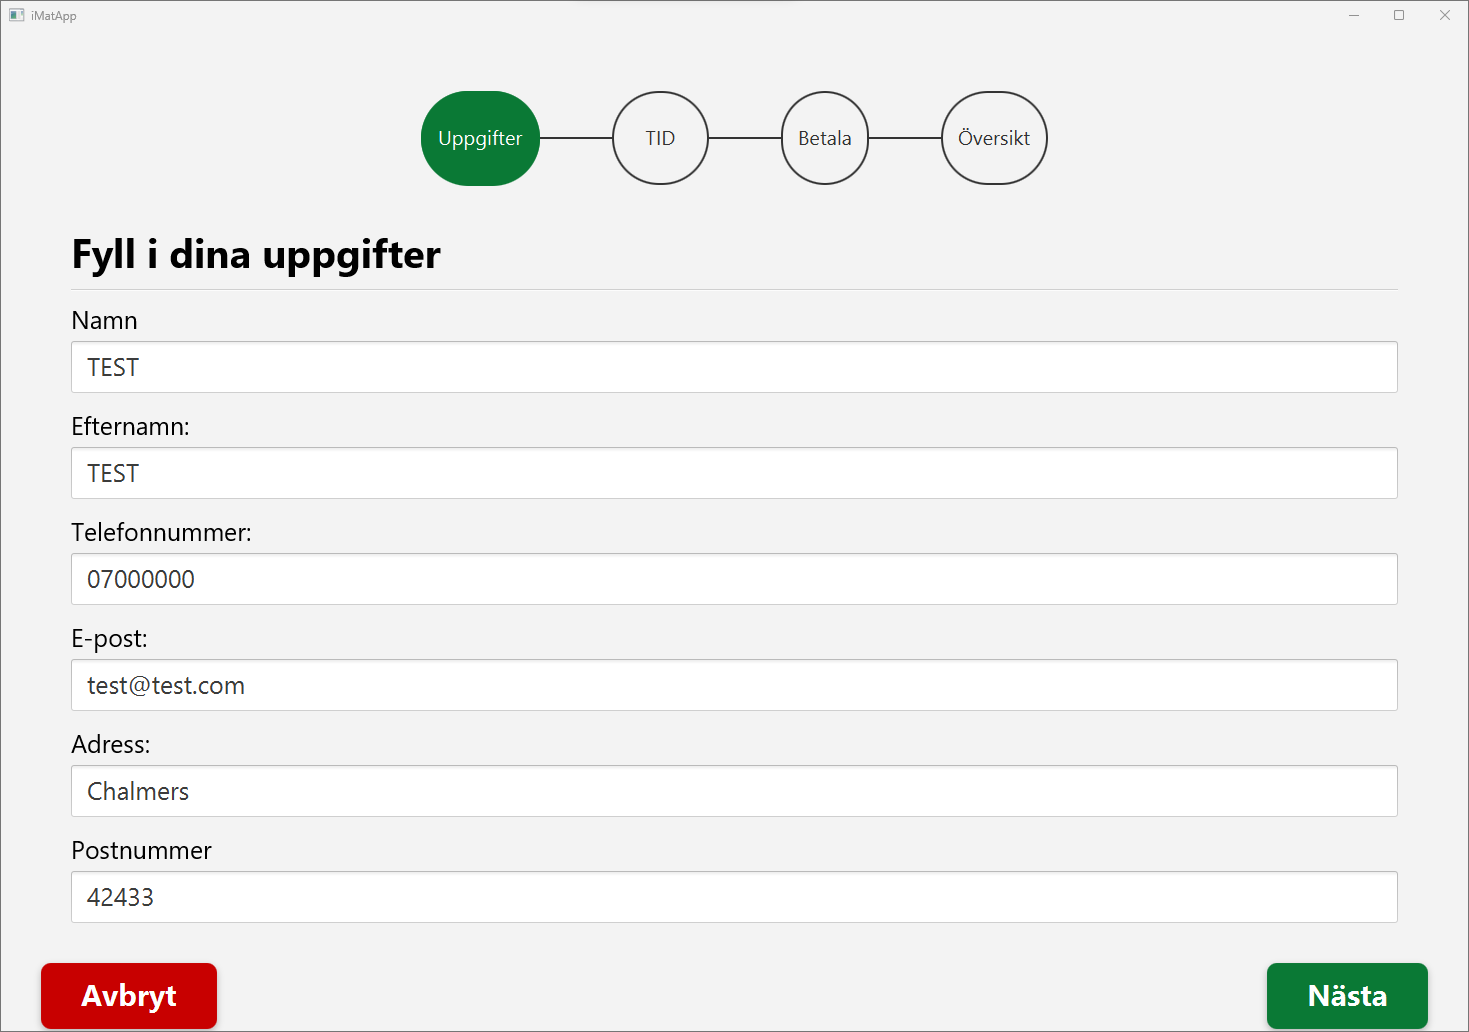 iMatApp
Uppgifter TID Betala Översikt
Fyll i dina uppgifter
Namn
TEST
Efternamn:
TEST
Telefonnummer:
07000000
E-post:
test@test.com
Adress:
Chalmers
Postnummer
42433
Avbryt Nästa